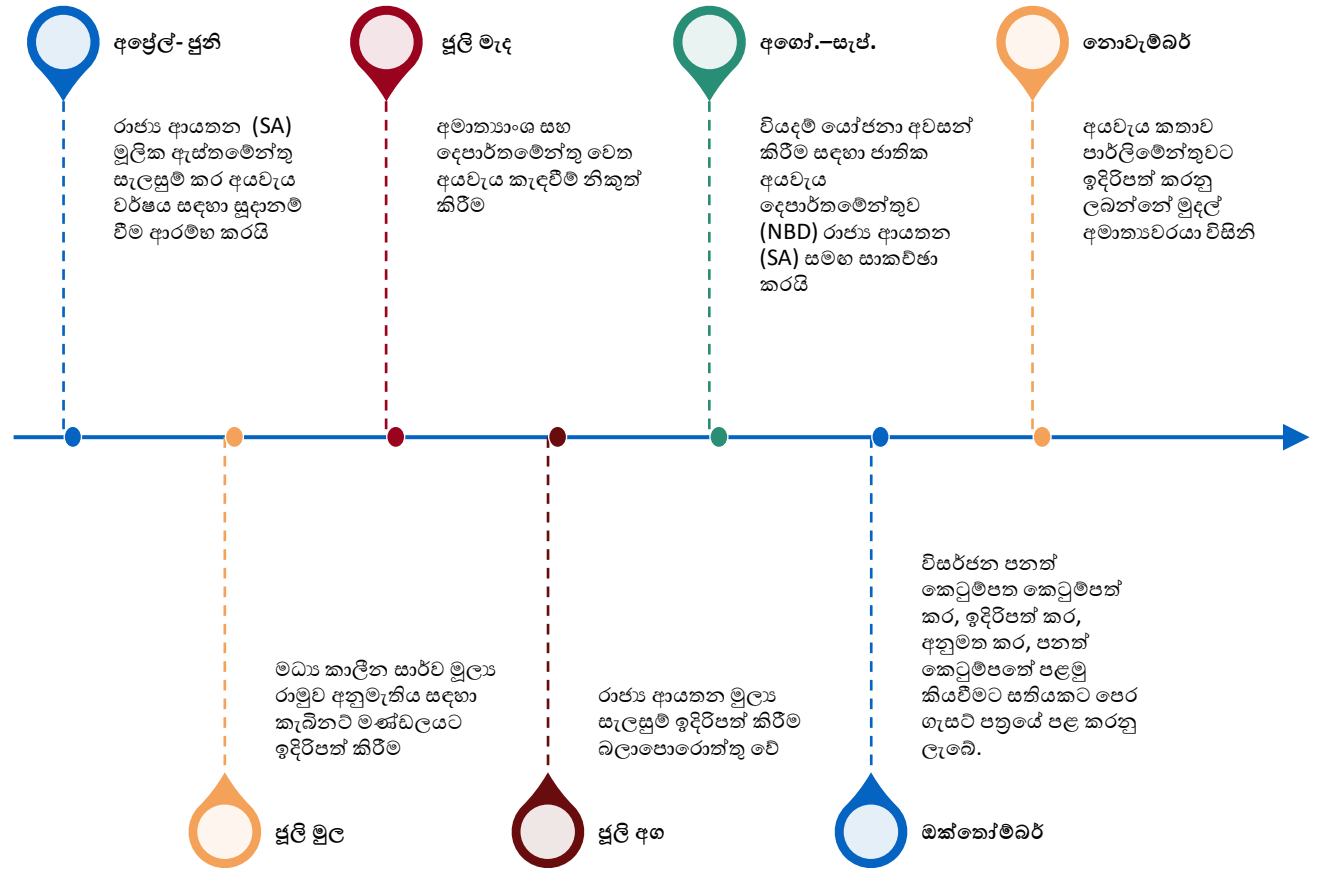 අප්‍රේල්- ජුනි
රාජ්‍ය ආයතන (SA)
මූලික ඇස්තමේන්තු
සැලසුම් කර අයවැය
වර්ෂය සඳහා සූදානම්
වීම ආරම්භ කරයි
ජූලි මැද
අමාත්‍යාංශ සහ
දෙපාර්තමේන්තු වෙත
අයවැය කැඳවීම් නිකුත්
කිරීම
අගෝ.–සැප්.
වියදම් යෝජනා අවසන්
කිරීම සඳහා ජාතික
අයවැය
දෙපාර්තමේන්තුව
(NBD) රාජ්‍ය ආයතන
(SA) සමඟ සාකච්ඡා
කරයි
නොවැම්බර්
අයවැය කතාව
පාර්ලිමේන්තුවට
ඉදිරිපත් කරනු
ලබන්නේ මුදල්
අමාත්‍යවරයා විසිනි
මධ්‍ය කාලීන සාර්ව මූල්‍ය
රාමුව අනුමැතිය සඳහා
කැබිනට් මණ්ඩලයට
ඉදිරිපත් කිරීම
ජූලි මුල
රාජ්‍ය ආයතන මුල්‍ය
සැලසුම් ඉදිරිපත් කිරීම
බලාපොරොත්තු වේ
ජූලි අග
විසර්ජන පනත්
කෙටුම්පත කෙටුම්පත්
කර, ඉදිරිපත් කර,
අනුමත කර, පනත්
කෙටුම්පතේ පළමු
කියවීමට සතියකට පෙර
ගැසට් පත්‍රයේ පළ කරනු
ලැබේ.
ඔක්තෝම්බර්